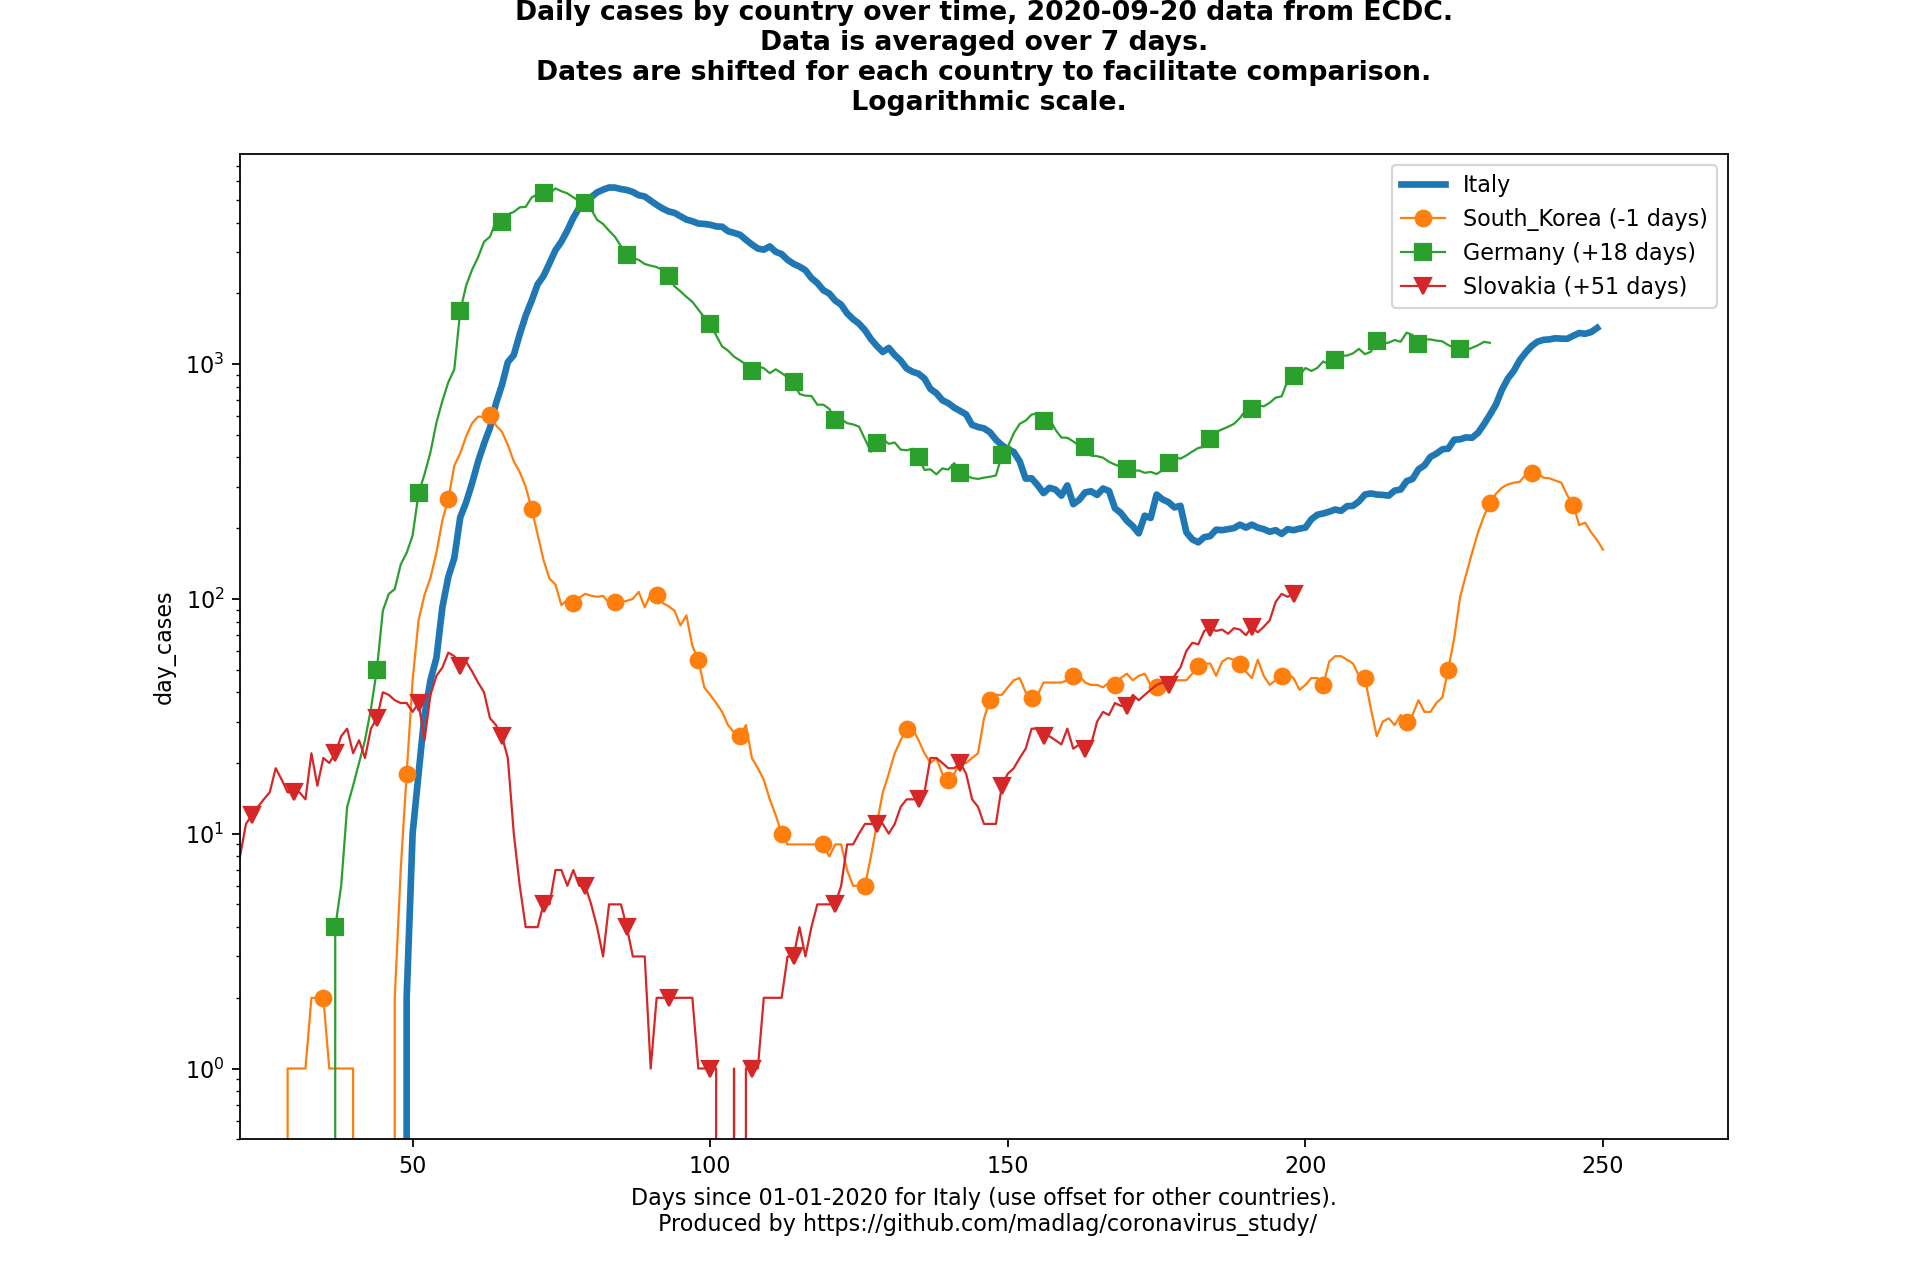 Daily cases by country over time, 2020-09-20 data from ECDC.
Data is averaged over 7 days.
Dates are shifted for each country to facilitate comparison.
Logarithmic scale.
Italy
South_Korea (-1 days)
Germany (+18 days)
Slovakia (+51 days)
day_cases
10³
10²
10¹
10⁰
50 100 150 200 250
Days since 01-01-2020 for Italy (use offset for other countries).
Produced by https://github.com/madlag/coronavirus_study/